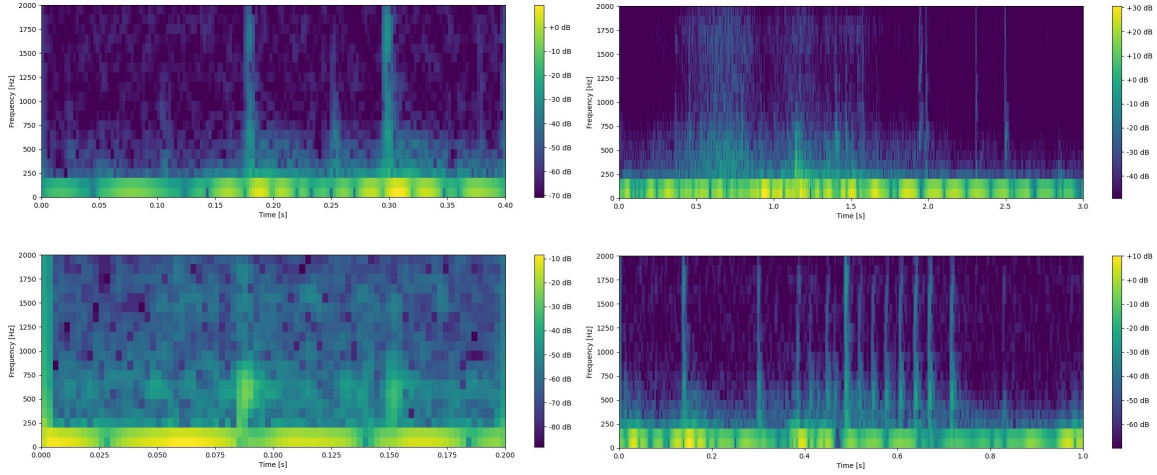 2000
1750
1500
1250
1000
750
500
250
0
Frequency [Hz]
0.00 0.05 0.10 0.15 0.20 0.25 0.30 0.35 0.40
Time [s]
+0 dB
-10 dB
-20 dB
-30 dB
-40 dB
-50 dB
-60 dB
-70 dB
2000
1750
1500
1250
1000
750
500
250
0
Frequency [Hz]
0.0 0.5 1.0 1.5 2.0 2.5 3.0
Time [s]
+30 dB
+20 dB
+10 dB
+0 dB
-10 dB
-20 dB
-30 dB
-40 dB
2000
1750
1500
1250
1000
750
500
250
0
Frequency [Hz]
0.000 0.025 0.050 0.075 0.100 0.125 0.150 0.175 0.200
Time [s]
-10 dB
-20 dB
-30 dB
-40 dB
-50 dB
-60 dB
-70 dB
-80 dB
2000
1750
1500
1250
1000
750
500
250
0
Frequency [Hz]
0.0 0.2 0.4 0.6 0.8 1.0
Time [s]
+10 dB
+0 dB
-10 dB
-20 dB
-30 dB
-40 dB
-50 dB
-60 dB